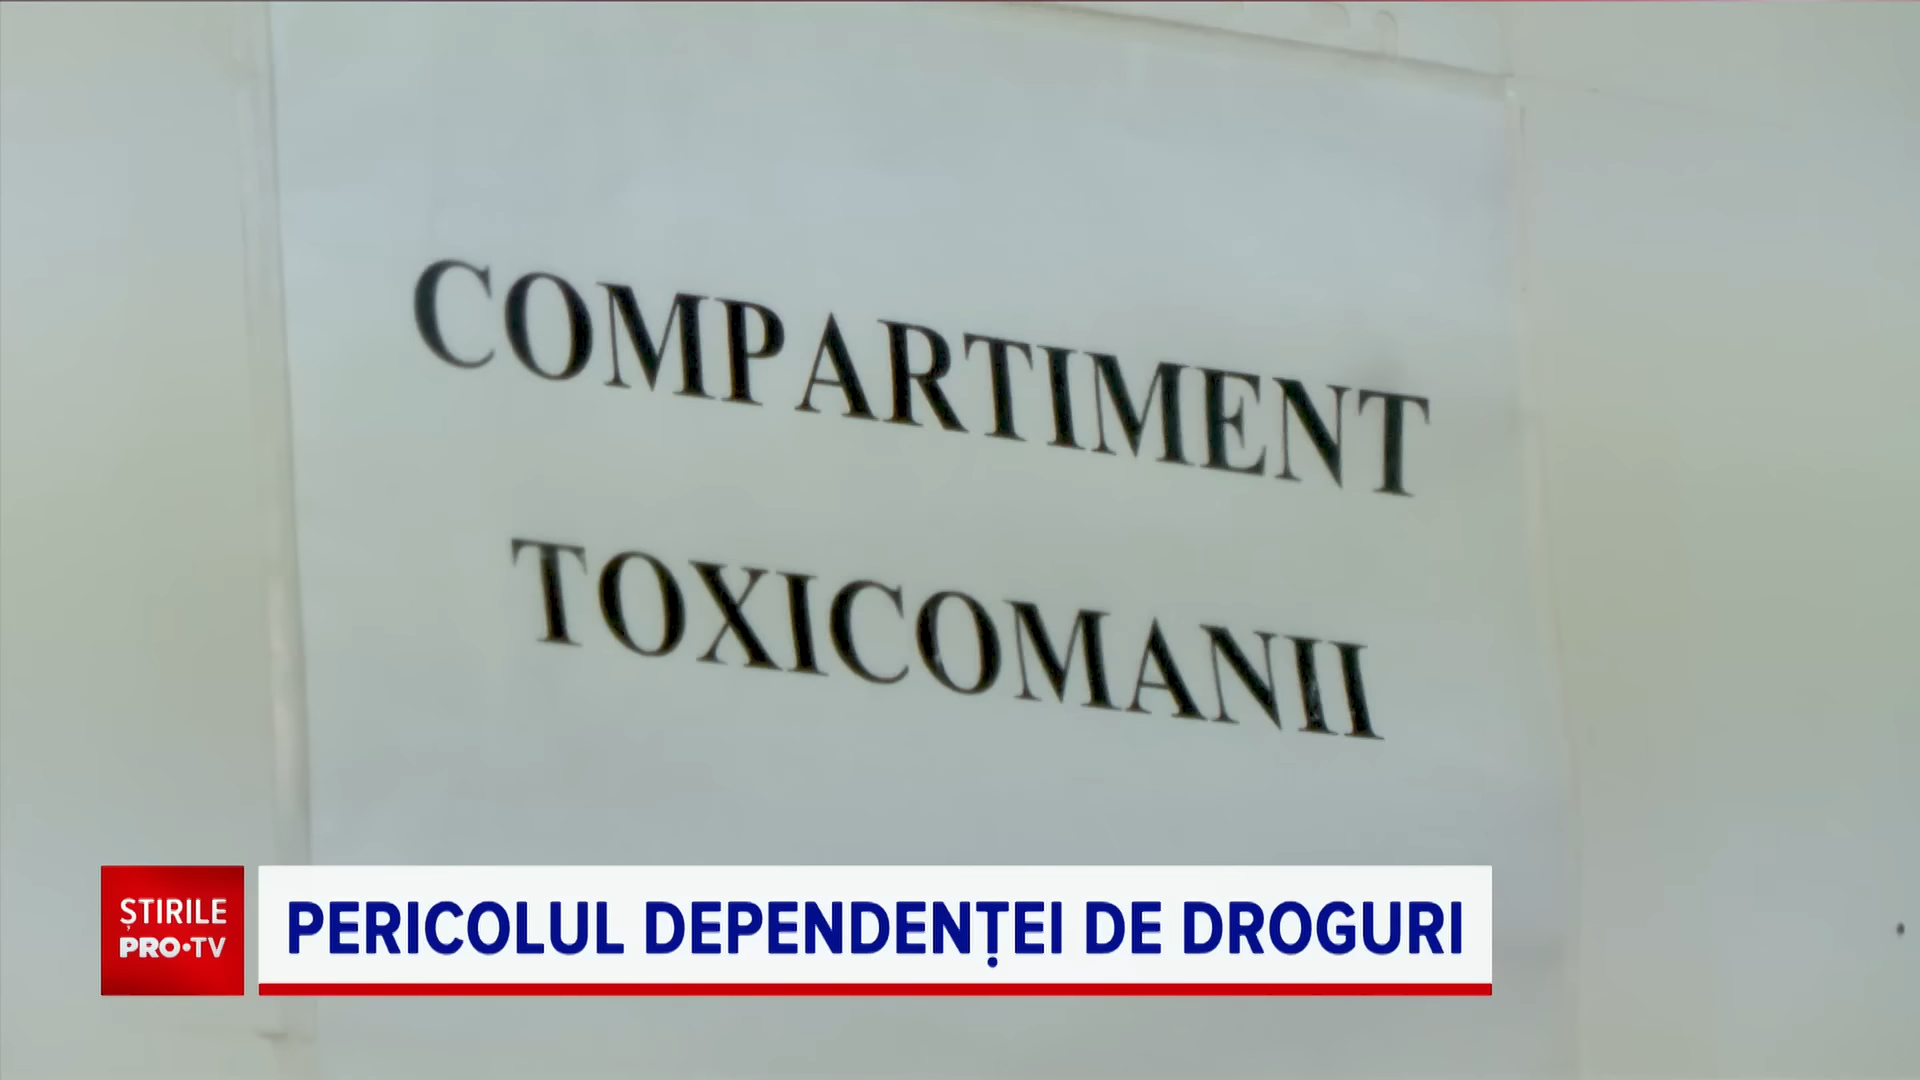 COMPARTIMENT
TOXICOMANII
ȘTIRILE
PRO•TV
PERICOLUL DEPENDENȚEI DE DROGURI